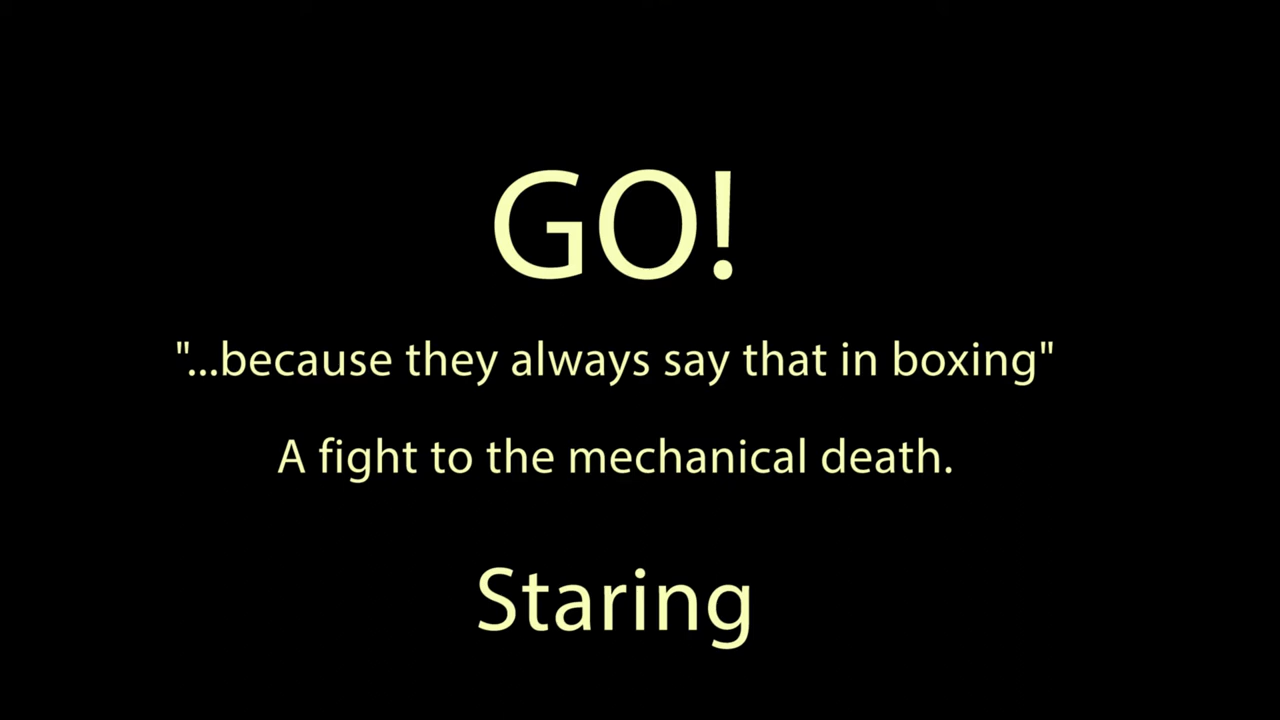 GO!
"...because they always say that in boxing"
A fight to the mechanical death.
Staring